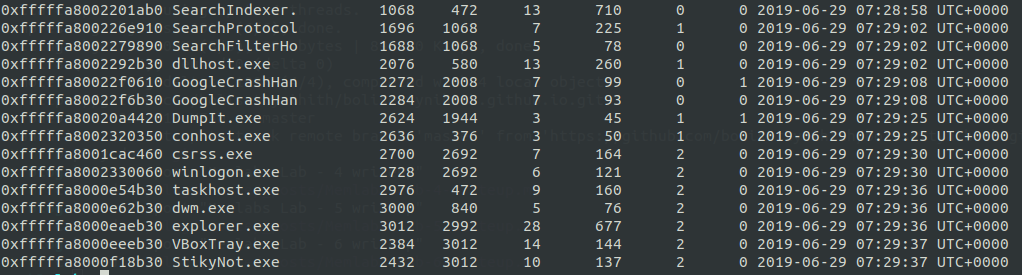 0xfffffa8002201ab0 SearchIndexer. 1068 472 13 710 0 0 2019-06-29 07:28:58 UTC+0000
0xfffffa800226e910 SearchProtocol 1696 1068 7 225 1 0 2019-06-29 07:29:02 UTC+0000
0xfffffa8002279890 SearchFilterHo 1688 1068 5 78 0 0 2019-06-29 07:29:02 UTC+0000
0xfffffa8002292b30 dllhost.exe 2076 580 13 260 1 0 2019-06-29 07:29:02 UTC+0000
0xfffffa80022f0610 GoogleCrashHan 2272 2008 7 99 0 1 2019-06-29 07:29:08 UTC+0000
0xfffffa80022f6b30 GoogleCrashHan 2284 2008 7 93 0 0 2019-06-29 07:29:08 UTC+0000
0xfffffa80020a4420 DumpIt.exe 2624 1944 3 45 1 1 2019-06-29 07:29:25 UTC+0000
0xfffffa8002320350 conhost.exe 2636 376 3 50 1 0 2019-06-29 07:29:25 UTC+0000
0xfffffa8001cac460 csrss.exe 2700 2692 7 164 2 0 2019-06-29 07:29:30 UTC+0000
0xfffffa8002330060 winlogon.exe 2728 2692 6 121 2 0 2019-06-29 07:29:30 UTC+0000
0xfffffa8000e54b30 taskhost.exe 2976 472 9 160 2 0 2019-06-29 07:29:36 UTC+0000
0xfffffa8000e62b30 dwm.exe 3000 840 5 76 2 0 2019-06-29 07:29:36 UTC+0000
0xfffffa8000eaeb30 explorer.exe 3012 2992 28 677 2 0 2019-06-29 07:29:36 UTC+0000
0xfffffa8000eeeb30 VBoxTray.exe 2384 3012 14 144 2 0 2019-06-29 07:29:37 UTC+0000
0xfffffa8000f18b30 StikyNot.exe 2432 3012 10 137 2 0 2019-06-29 07:29:37 UTC+0000